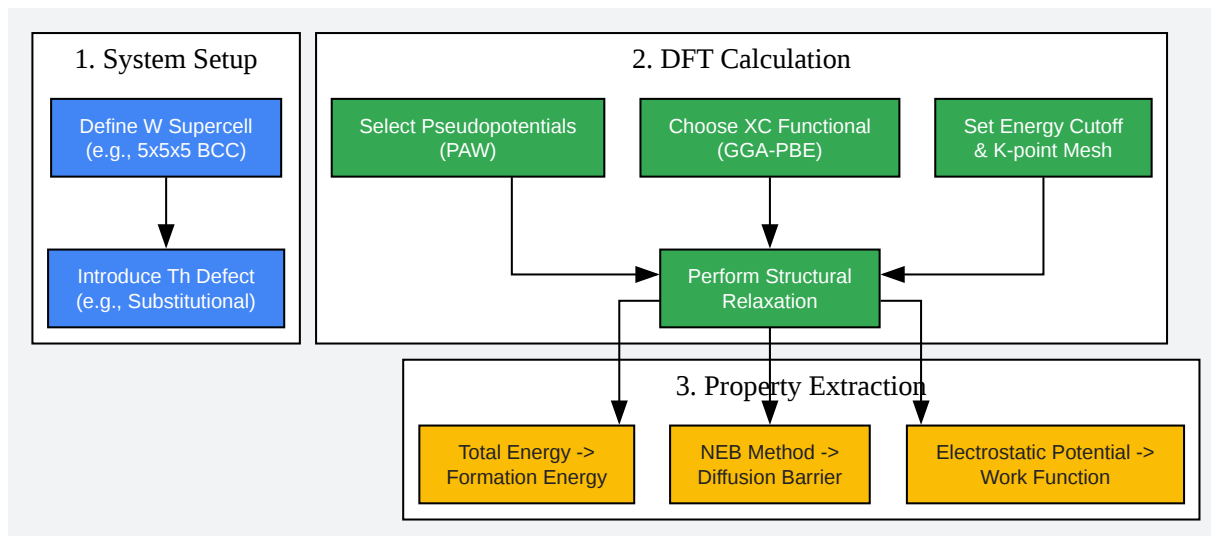 1. System Setup
Define W Supercell
(e.g., 5x5x5 BCC)
Introduce Th Defect
(e.g., Substitutional)
2. DFT Calculation
Select Pseudopotentials
(PAW)
Choose XC Functional
(GGA-PBE)
Set Energy Cutoff
& K-point Mesh
Perform Structural
Relaxation
3. Property Extraction
Total Energy ->
Formation Energy
NEB Method ->
Diffusion Barrier
Electrostatic Potential ->
Work Function